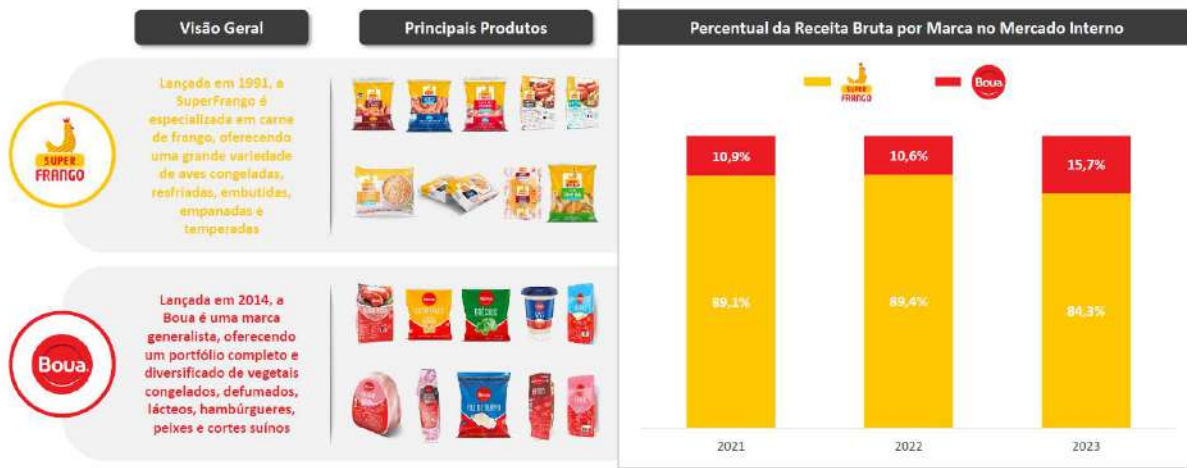 Visão Geral
Principais Produtos
Lançada em 1991, a
SuperFrango é
especializada em carne
de frango, oferecendo
uma grande variedade
de aves congeladas,
resfriadas, embutidas,
empanadas e
temperadas
SUPER
FRANGO
Lançada em 2014, a
Boua é uma marca
generalista, oferecendo
um portfólio completo e
diversificado de vegetais
congelados, defumados,
lácteos, hambúrgueres,
peixes e cortes suínos
Boua
Percentual da Receita Bruta por Marca no Mercado Interno
SUPER
FRANGO
Boua
10,9%
10,6%
15,7%
89,1%
89,4%
84,3%
2021
2022
2023